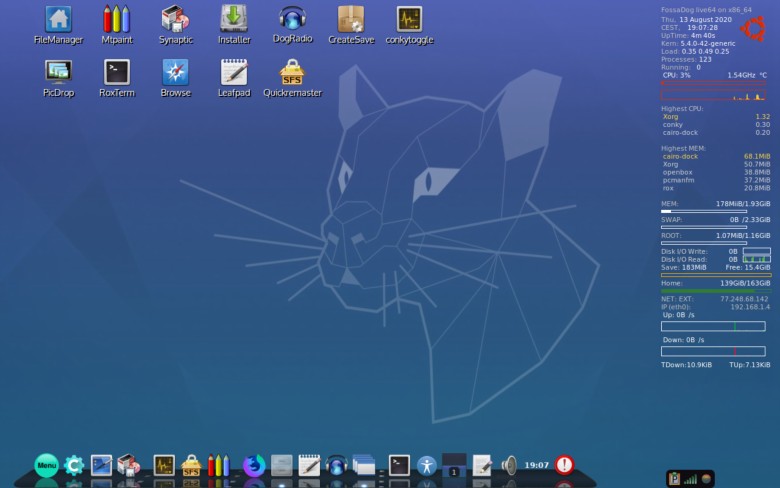 FileManager Mtpaint Synaptic Installer DogRadio CreateSave conkytoggle
PicDrop RoxTerm Browse Leafpad Quickremaster
SFS
FossaDog live64 on x86_64
Thu, 13 August 2020
CEST, 19:07:28
UpTime: 4m 40s
Kern: 5.4.0-42-generic
Load: 0.35 0.49 0.25
Processes: 123
Running: 0
CPU: 3% 1.54GHz °C
Highest CPU:
Xorg 1.32
conky 0.30
cairo-dock 0.20
Highest MEM:
cairo-dock 68.1MiB
Xorg 50.7MiB
openbox 38.8MiB
pcmanfm 37.2MiB
rox 20.8MiB
MEM: 178MiB/1.93GiB
SWAP: 0B /2.33GiB
ROOT: 1.07MiB/1.16GiB
Disk I/O Write: 0B
Disk I/O Read: 0B
Save: 183MiB Free: 15.4GiB
Home: 139GiB/163GiB
NET: EXT: 77.248.68.142
IP (eth0): 192.168.1.4
Up: 0B /s
Down: 0B /s
TDown:10.9KiB TUp:7.13KiB
Menu SFS 1 19:07